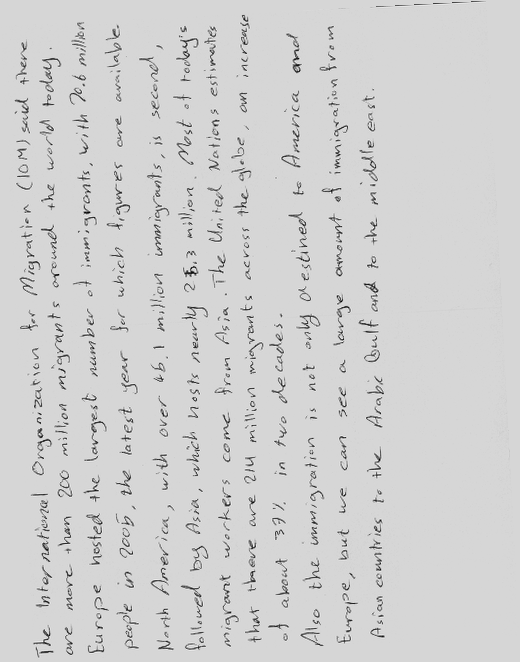 The International Organization for Migration (IOM) said there
are more than 200 million migrants around the world today.
Europe hosted the largest number of immigrants, with 70.6 million
people in 2005, the latest year for which figures are available.
North America, with over 45.1 million immigrants, is second,
followed by Asia, which hosts nearly 25.3 million. Most of today's
migrant workers come from Asia. The United Nations estimates
that there are 214 million migrants across the globe, an increase
of about 37% in two decades.
Also the immigration is not only destined to America and
Europe, but we can see a large amount of immigration from
Asian countries to the Arabic Gulf and to the middle east.